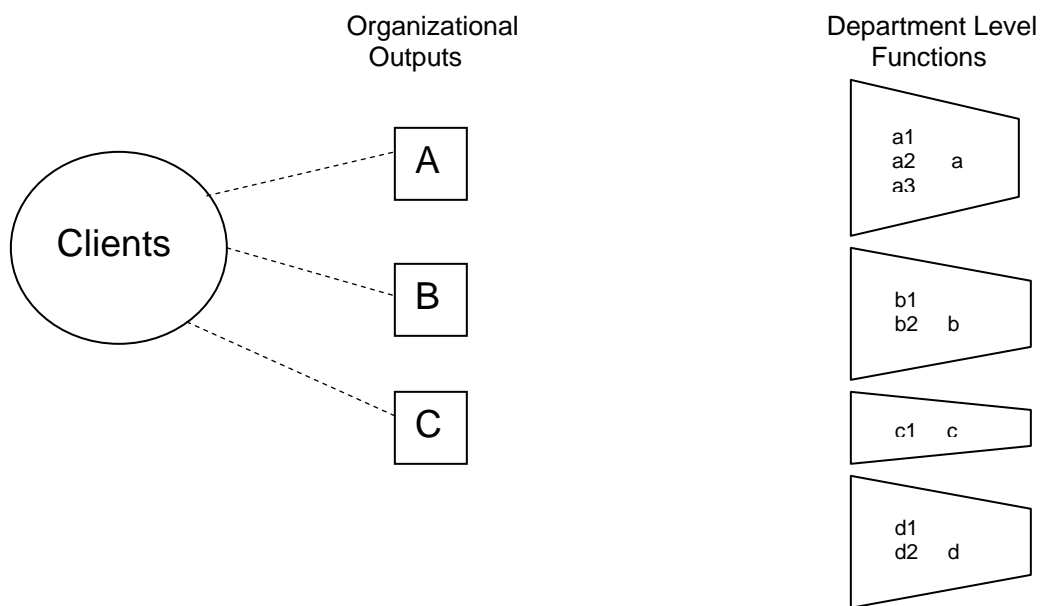 Organizational
Outputs
Department Level
Functions
Clients
A
B
C
a1
a2 a
a3
b1
b2 b
c1 c
d1
d2 d